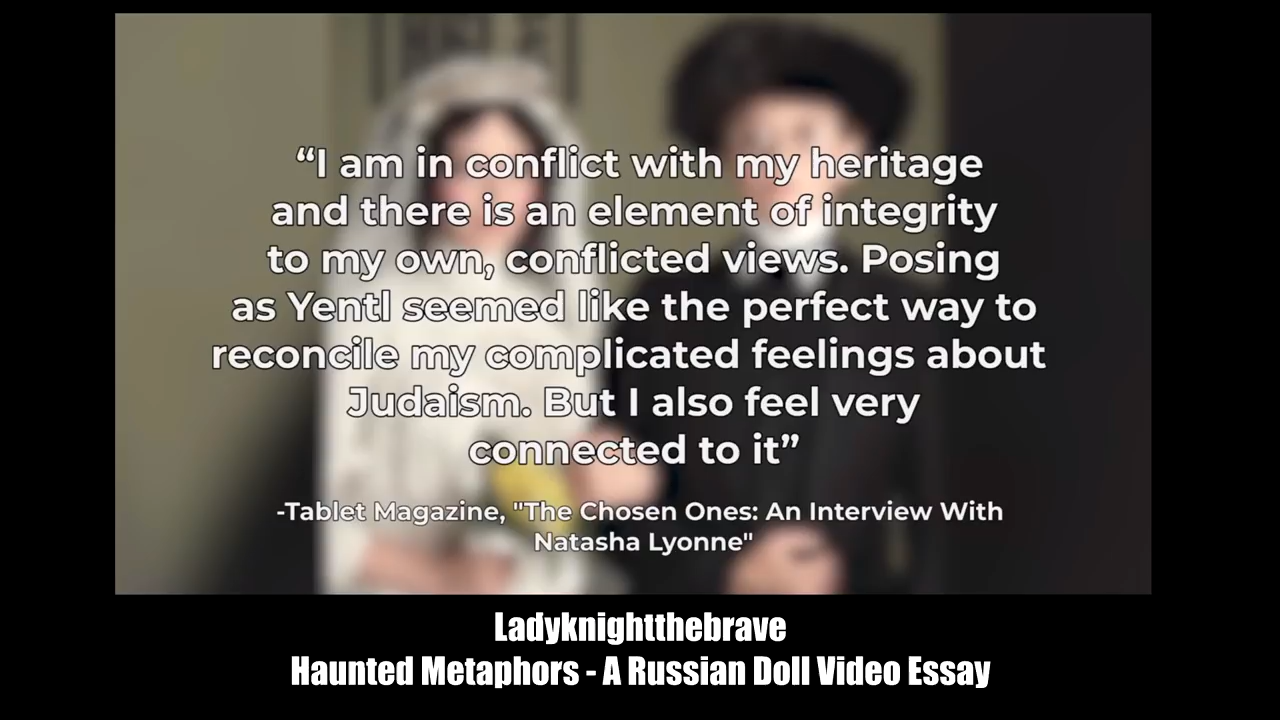 “I am in conflict with my heritage
and there is an element of integrity
to my own, conflicted views. Posing
as Yentl seemed like the perfect way to
reconcile my complicated feelings about
Judaism. But I also feel very
connected to it”
-Tablet Magazine, "The Chosen Ones: An Interview With
Natasha Lyonne"
Ladyknightthebrave
Haunted Metaphors - A Russian Doll Video Essay